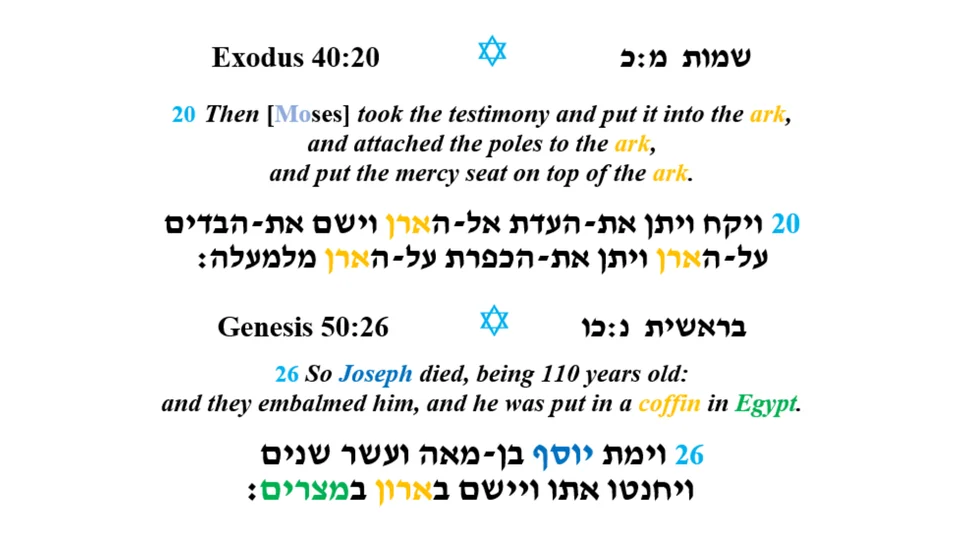 Exodus 40:20 ✡ שמות מ:כ
20 Then [Moses] took the testimony and put it into the ark,
and attached the poles to the ark,
and put the mercy seat on top of the ark.
20 ויקח ויתן את-העדת אל-הארן וישם את-הבדים
על-הארן ויתן את-הכפרת על-הארן מלמעלה:
Genesis 50:26 ✡ בראשית נ:כו
26 So Joseph died, being 110 years old:
and they embalmed him, and he was put in a coffin in Egypt.
26 וימת יוסף בן-מאה ועשר שנים
ויחנטו אתו ויישם בארון במצרים: